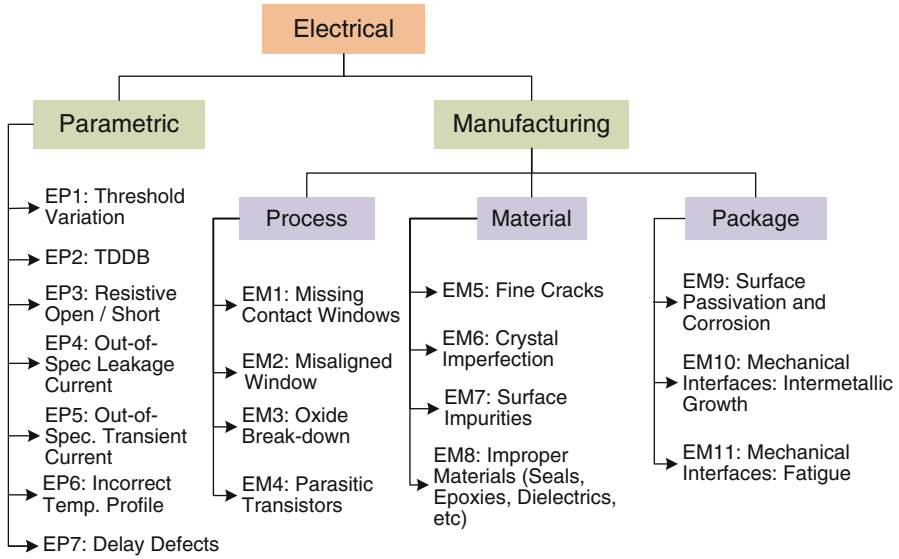 Electrical
Parametric
Manufacturing
EP1: Threshold
Variation
EP2: TDDB
EP3: Resistive
Open / Short
EP4: Out-of-
Spec Leakage
Current
EP5: Out-of-
Spec. Transient
Current
EP6: Incorrect
Temp. Profile
EP7: Delay Defects
Process
EM1: Missing
Contact Windows
EM2: Misaligned
Window
EM3: Oxide
Break-down
EM4: Parasitic
Transistors
Material
EM5: Fine Cracks
EM6: Crystal
Imperfection
EM7: Surface
Impurities
EM8: Improper
Materials (Seals,
Epoxies, Dielectrics,
etc)
Package
EM9: Surface
Passivation and
Corrosion
EM10: Mechanical
Interfaces: Intermetallic
Growth
EM11: Mechanical
Interfaces: Fatigue